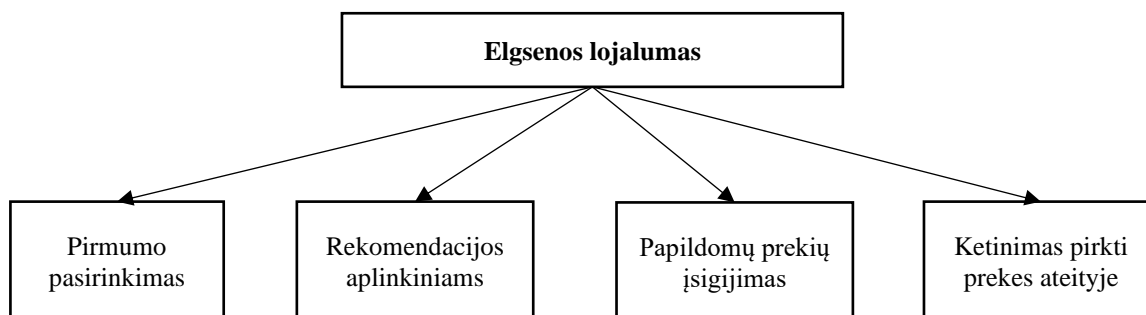 Elgsenos lojalumas
Pirmumo
pasirinkimas
Rekomendacijos
aplinkiniams
Papildomų prekių
įsigijimas
Ketinimas pirkti
prekes ateityje